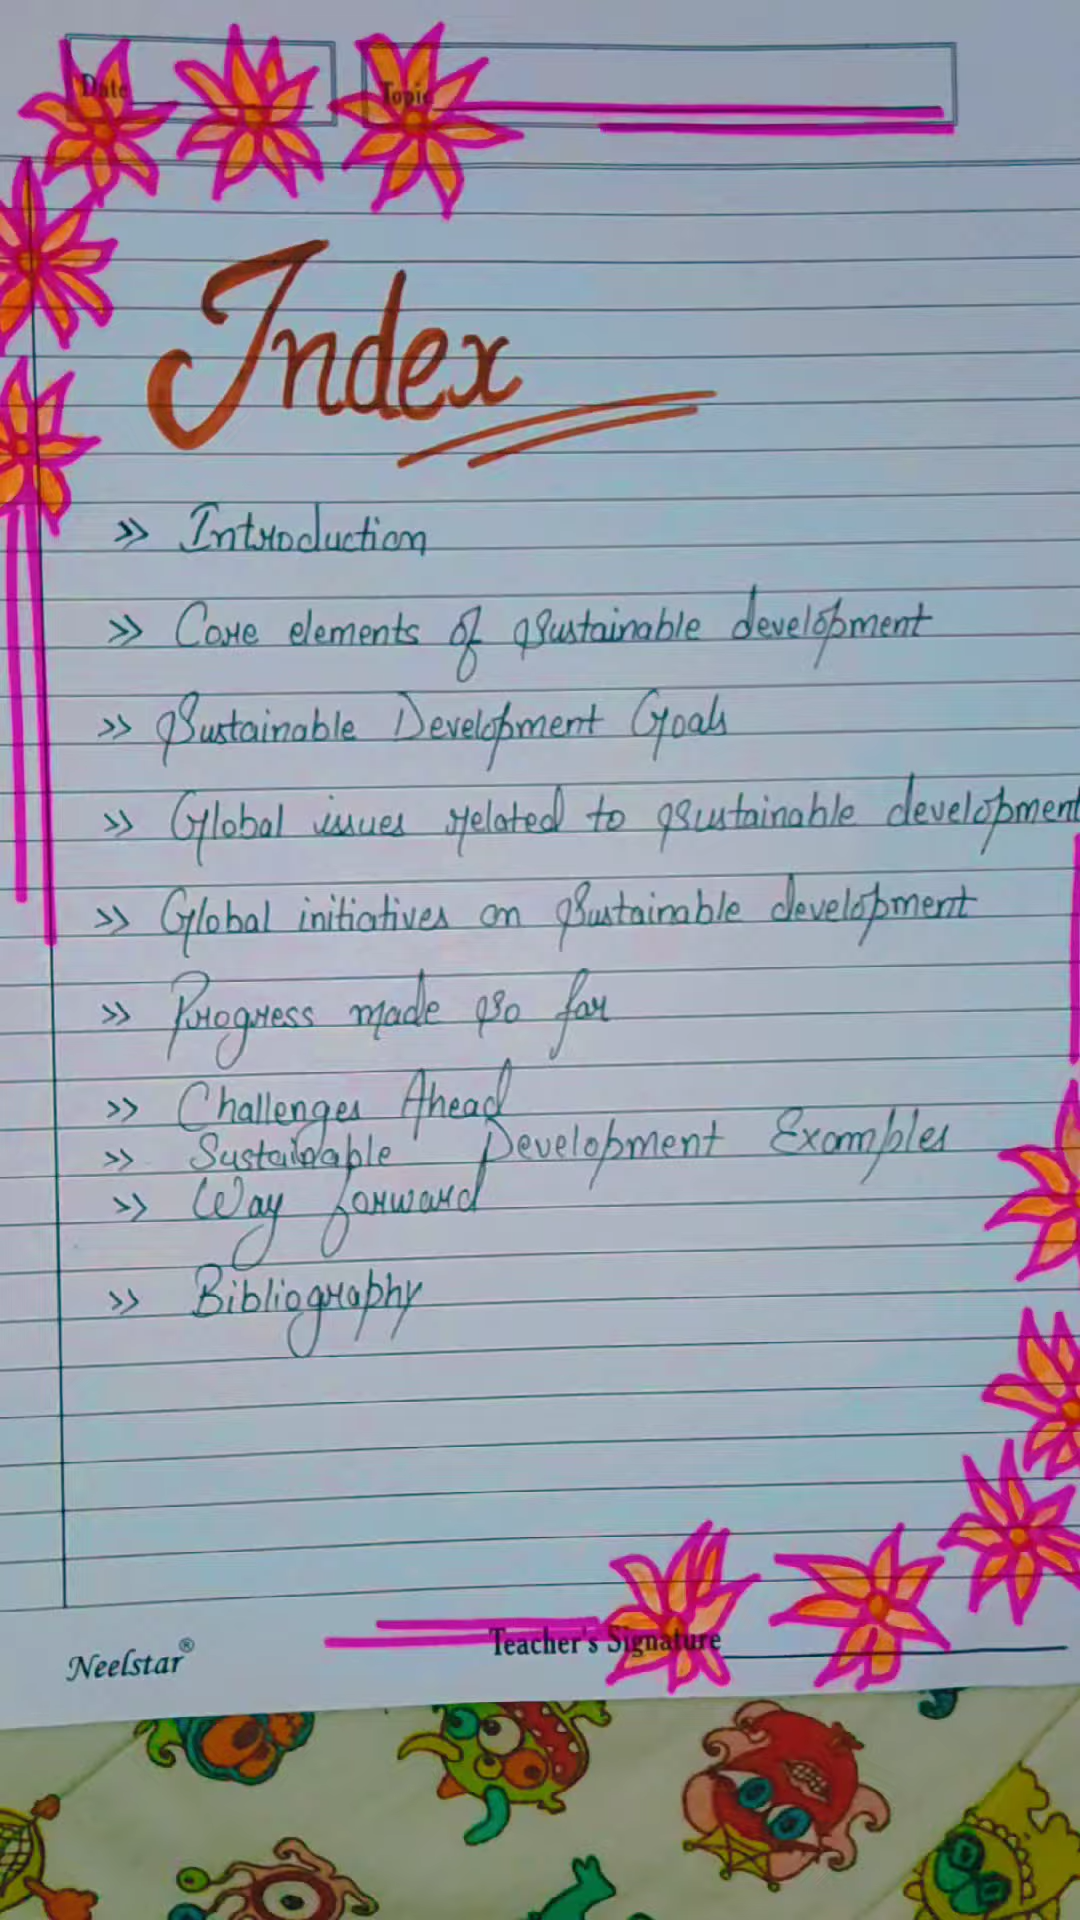 Date
Topic
Index
>> Introduction
>> Core elements of Sustainable development
>> Sustainable Development Goals
>> Global issues related to sustainable development
>> Global initiatives on Sustainable development
>> Progress made so far
>> Challenges Ahead
>> Sustainable Development Examples
>> Way forward
>> Bibliography
Neelstar®
Teacher's Signature